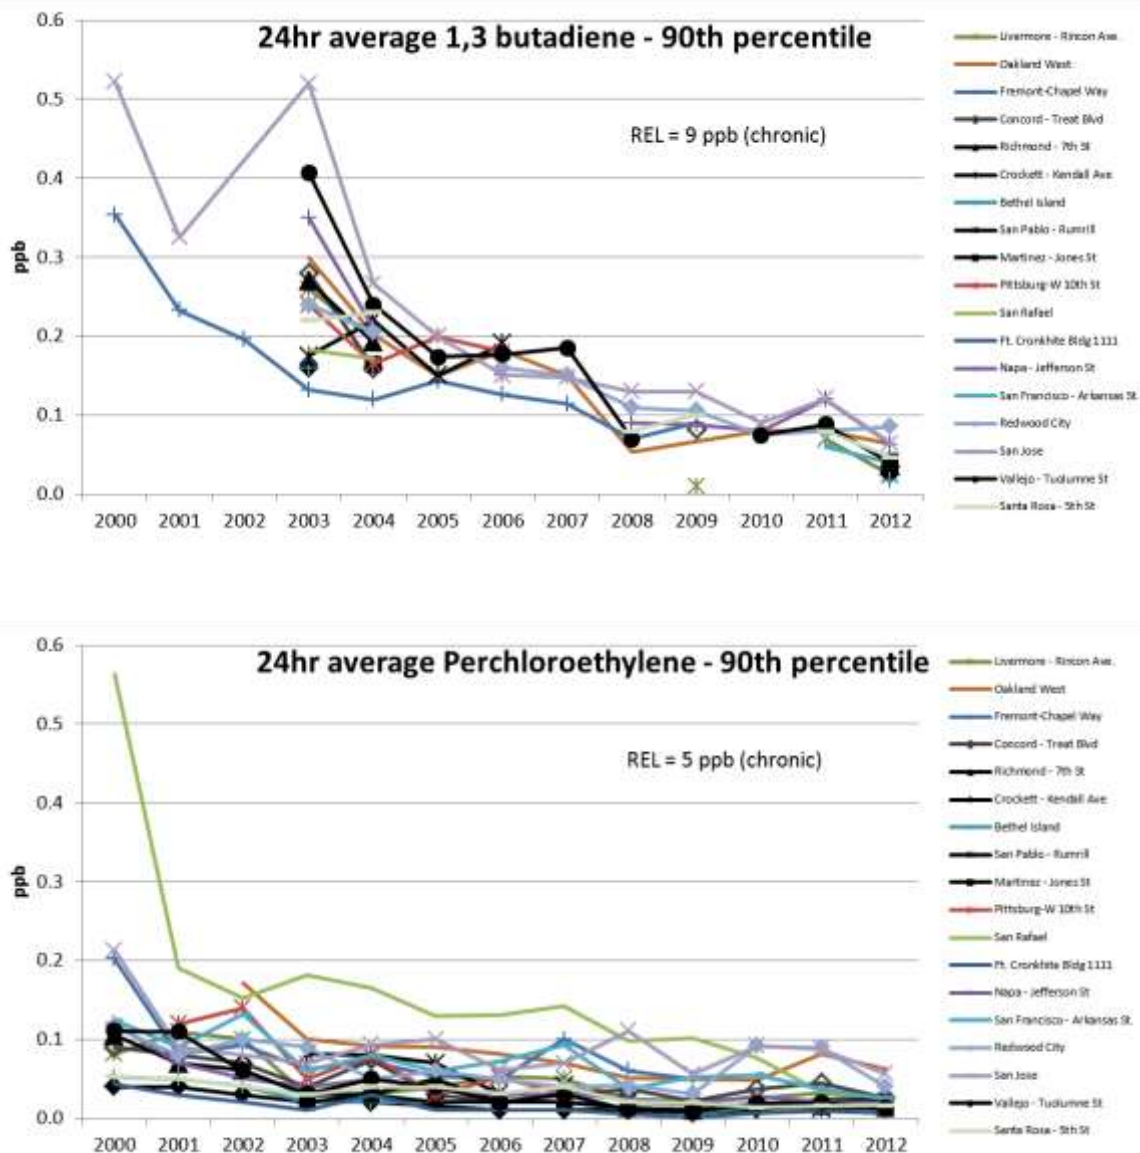 24hr average 1,3 butadiene - 90th percentile
REL = 9 ppb (chronic)
ppb
0.6
0.5
0.4
0.3
0.2
0.1
0.0
2000 2001 2002 2003 2004 2005 2006 2007 2008 2009 2010 2011 2012
Livermore - Rincon Ave.
Oakland West
Fremont-Chapel Way
Concord - Treat Blvd
Richmond - 7th St
Crockett - Kendall Ave
Bethel Island
San Pablo - Rumrill
Martinez - Jones St
Pittsburg-W 10th St
San Rafael
Ft. Cronkhite Bldg 1111
Napa - Jefferson St
San Francisco - Arkansas St.
Redwood City
San Jose
Vallejo - Tuolumne St
Santa Rosa - 5th St
24hr average Perchloroethylene - 90th percentile
REL = 5 ppb (chronic)
ppb
0.6
0.5
0.4
0.3
0.2
0.1
0.0
2000 2001 2002 2003 2004 2005 2006 2007 2008 2009 2010 2011 2012
Livermore - Rincon Ave.
Oakland West
Fremont-Chapel Way
Concord - Treat Blvd
Richmond - 7th St
Crockett - Kendall Ave
Bethel Island
San Pablo - Rumrill
Martinez - Jones St
Pittsburg-W 10th St
San Rafael
Ft. Cronkhite Bldg 1111
Napa - Jefferson St
San Francisco - Arkansas St.
Redwood City
San Jose
Vallejo - Tuolumne St
Santa Rosa - 5th St